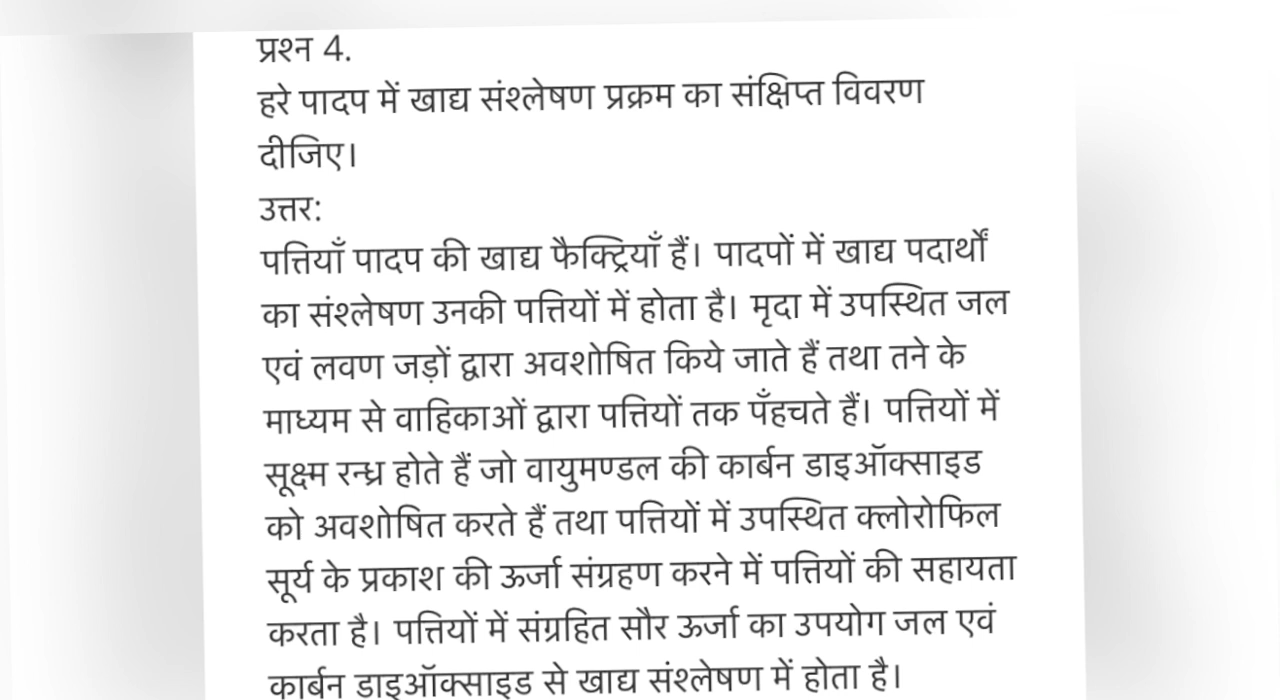 प्रश्न 4.
हरे पादप में खाद्य संश्लेषण प्रक्रम का संक्षिप्त विवरण
दीजिए।
उत्तर:
पत्तियाँ पादप की खाद्य फैक्ट्रियाँ हैं। पादपों में खाद्य पदार्थों
का संश्लेषण उनकी पत्तियों में होता है। मृदा में उपस्थित जल
एवं लवण जड़ों द्वारा अवशोषित किये जाते हैं तथा तने के
माध्यम से वाहिकाओं द्वारा पत्तियों तक पँहचते हैं। पत्तियों में
सूक्ष्म रन्ध्र होते हैं जो वायुमण्डल की कार्बन डाइऑक्साइड
को अवशोषित करते हैं तथा पत्तियों में उपस्थित क्लोरोफिल
सूर्य के प्रकाश की ऊर्जा संग्रहण करने में पत्तियों की सहायता
करता है। पत्तियों में संग्रहित सौर ऊर्जा का उपयोग जल एवं
कार्बन डाइऑक्साइड से खाद्य संश्लेषण में होता है।